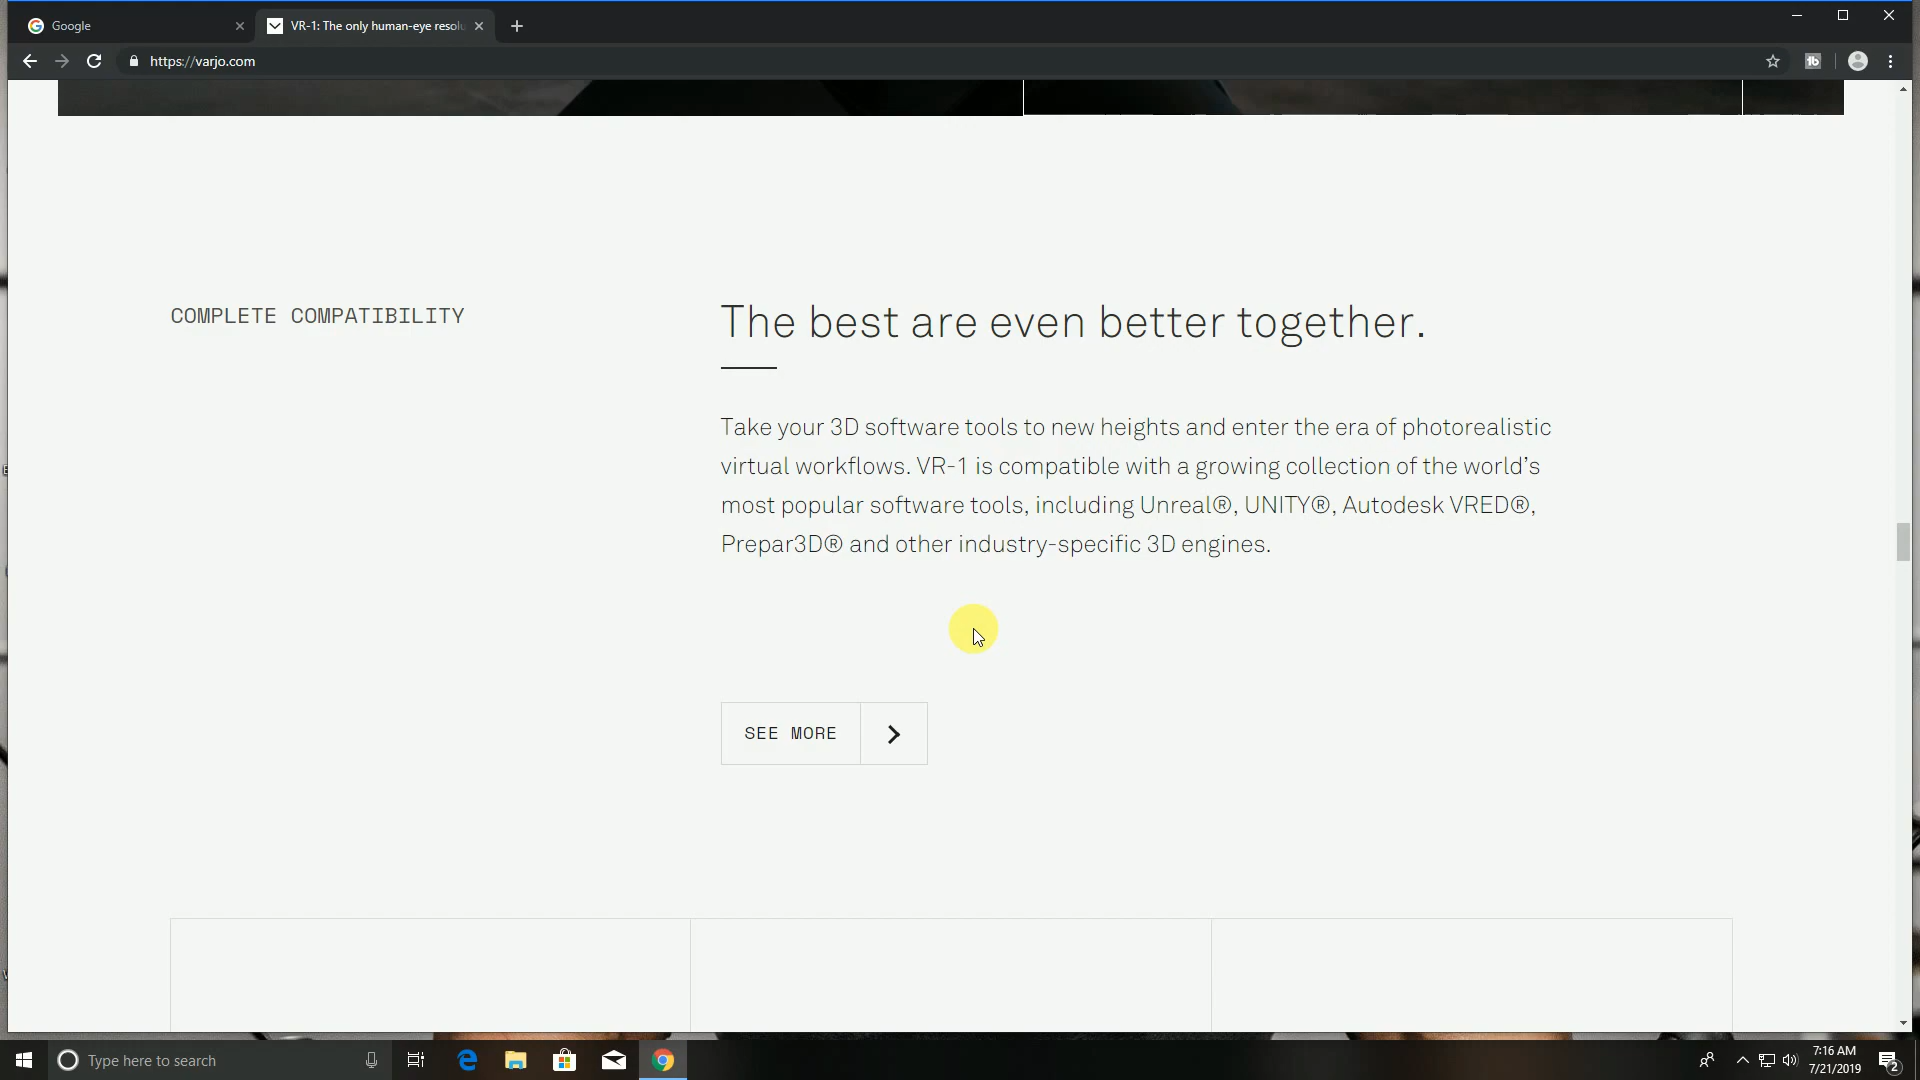 Google
VR-1: The only human-eye resolu
https://varjo.com
COMPLETE COMPATIBILITY
The best are even better together.
Take your 3D software tools to new heights and enter the era of photorealistic
virtual workflows. VR-1 is compatible with a growing collection of the world's
most popular software tools, including Unreal®, UNITY®, Autodesk VRED®,
Prepar3D® and other industry-specific 3D engines.
SEE MORE
Type here to search
7:16 AM
7/21/2019
2